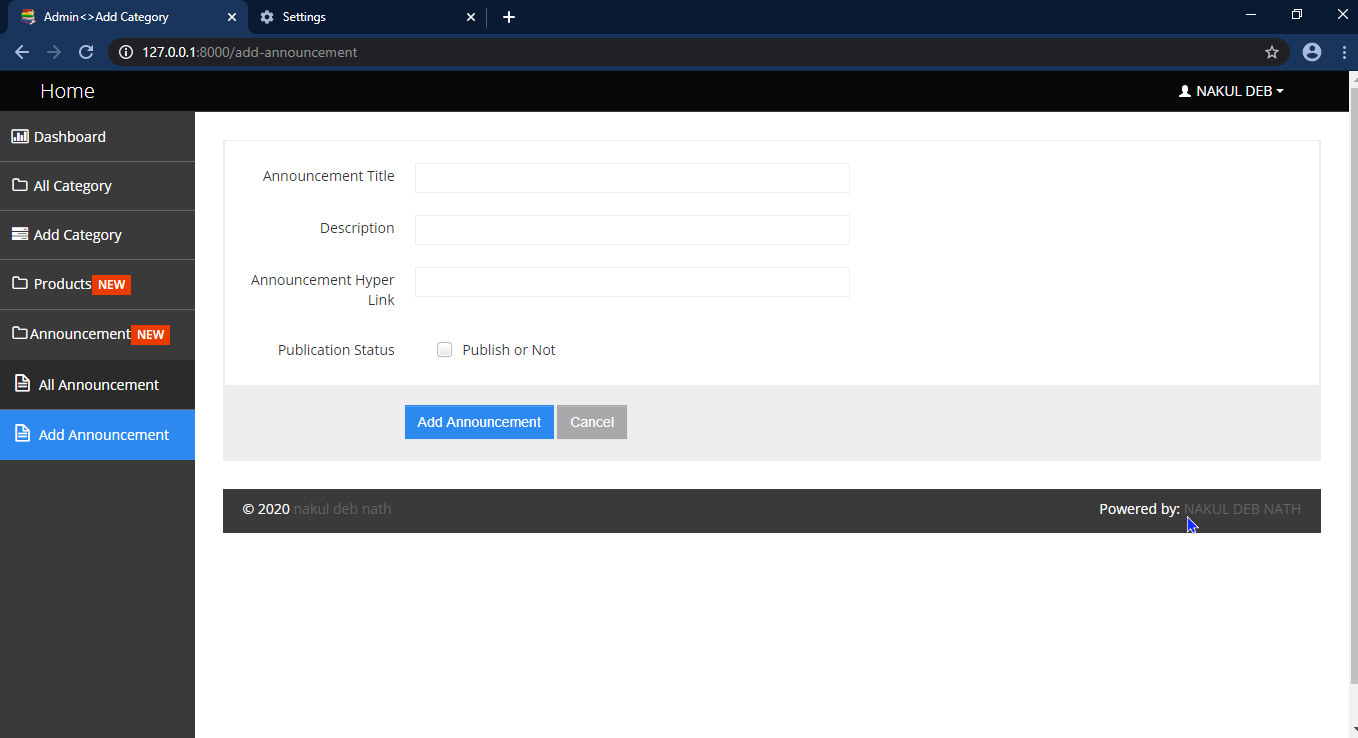 Admin<>Add Category
Settings
127.0.0.1:8000/add-announcement
Home
NAKUL DEB
Dashboard
All Category
Add Category
Products NEW
Announcement NEW
All Announcement
Add Announcement
Announcement Title
Description
Announcement Hyper
Link
Publication Status
Publish or Not
Add Announcement
Cancel
© 2020 nakul deb nath
Powered by: NAKUL DEB NATH